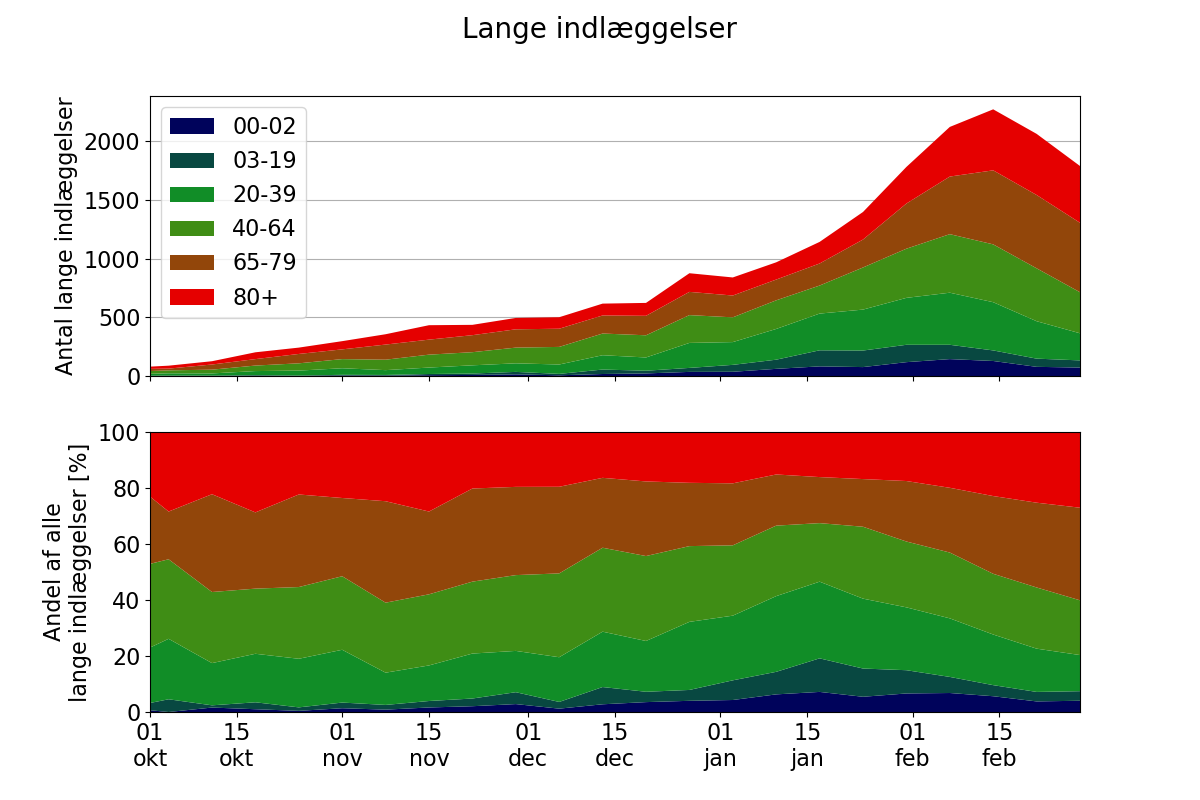 Lange indlæggelser
Antal lange indlæggelser
2000
1500
1000
500
0
00-02
03-19
20-39
40-64
65-79
80+
Andel af alle
lange indlæggelser [%]
100
80
60
40
20
0
01 15 01 15 01 15 01 15 01 15
okt okt nov nov dec dec jan jan feb feb